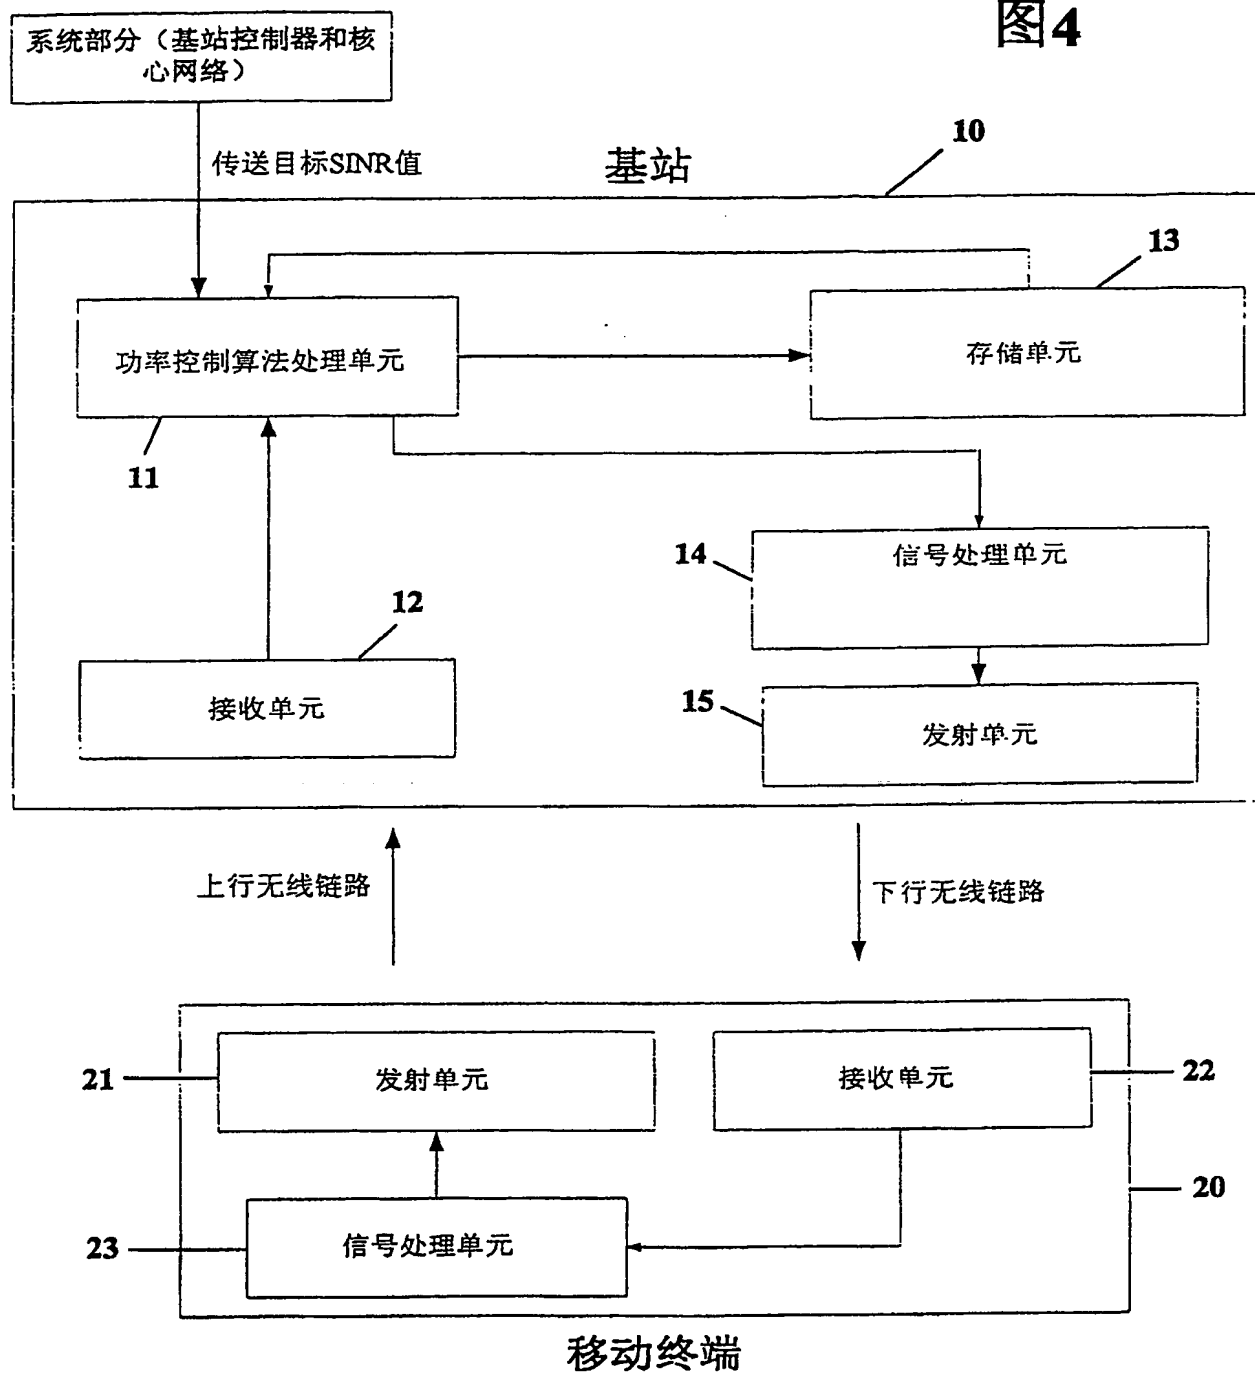 图4
系统部分（基站控制器和核
心网络）
传送目标SINR值
基站
10
13
功率控制算法处理单元
存储单元
11
14
信号处理单元
12
接收单元
15
发射单元
上行无线链路
下行无线链路
21
发射单元
接收单元
22
20
23
信号处理单元
移动终端